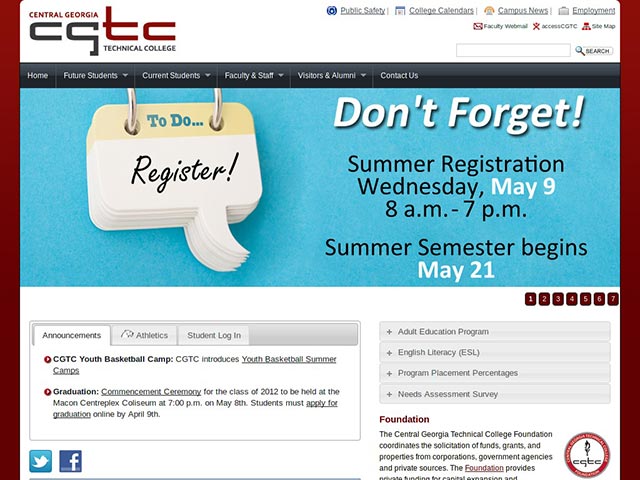 CENTRAL GEORGIA
cgtc
TECHNICAL COLLEGE
Public Safety | College Calendars | Campus News | Employment
Faculty Webmail accessCGTC Site Map
SEARCH
Home Future Students Current Students Faculty & Staff Visitors & Alumni Contact Us
To Do...
Register!
Don't Forget!
Summer Registration
Wednesday, May 9
8 a.m. - 7 p.m.
Summer Semester begins
May 21
1 2 3 4 5 6 7
Announcements Athletics Student Log In
CGTC Youth Basketball Camp: CGTC introduces Youth Basketball Summer
Camps
Graduation: Commencement Ceremony for the class of 2012 to be held at the
Macon Centreplex Coliseum at 7:00 p.m. on May 8th. Students must apply for
graduation online by April 9th.
Adult Education Program
English Literacy (ESL)
Program Placement Percentages
Needs Assessment Survey
Foundation
The Central Georgia Technical College Foundation
coordinates the solicitation of funds, grants, and
properties from corporations, government agencies
and private sources. The Foundation provides
private funding for capital expansion and
cgtc